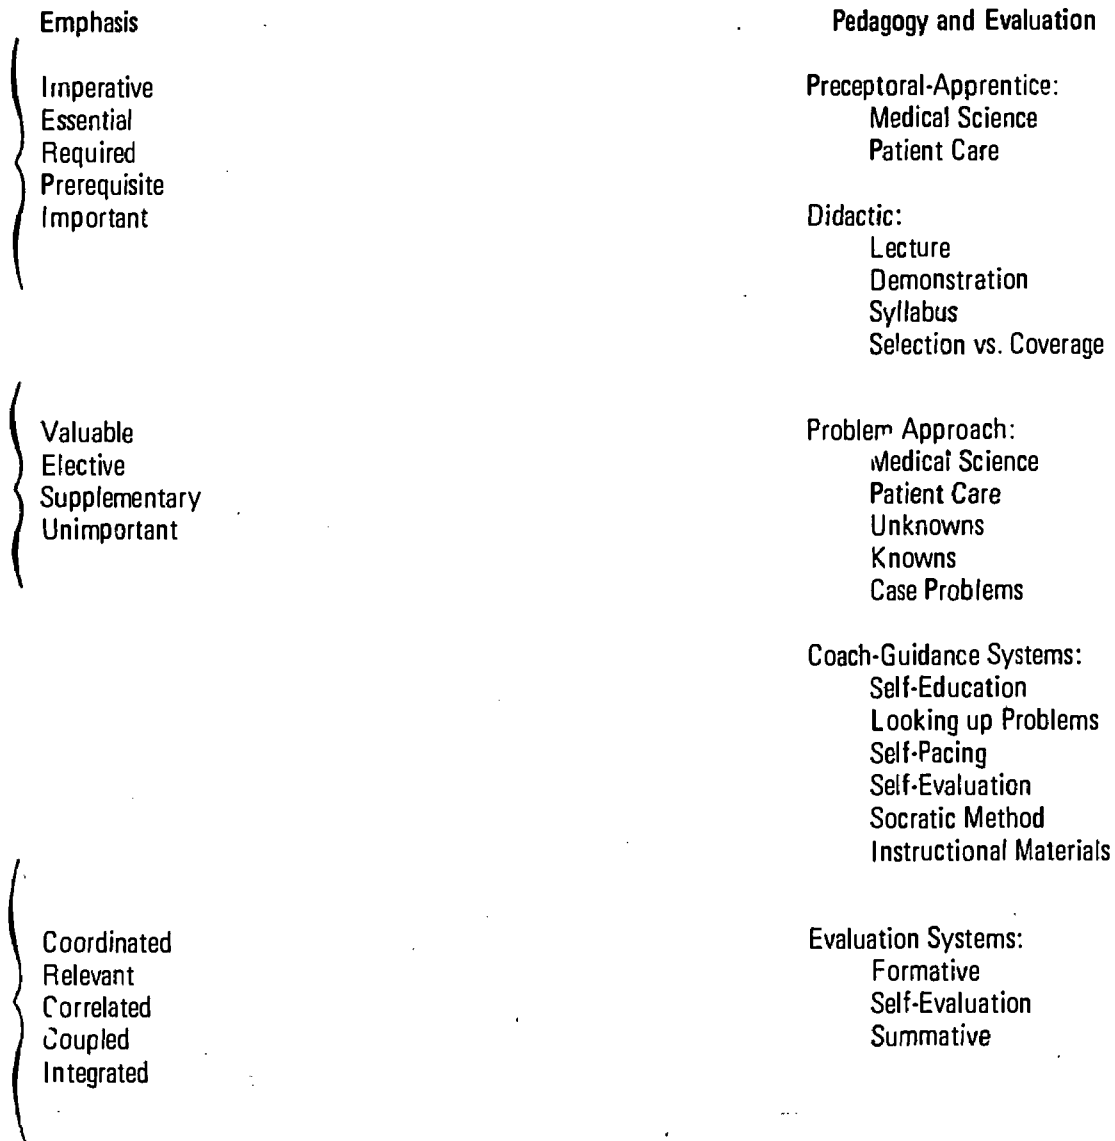 Emphasis
Imperative
Essential
Required
Prerequisite
Important
Valuable
Elective
Supplementary
Unimportant
Coordinated
Relevant
Correlated
Coupled
Integrated
Pedagogy and Evaluation
Preceptoral-Apprentice:
Medical Science
Patient Care
Didactic:
Lecture
Demonstration
Syllabus
Selection vs. Coverage
Problem Approach:
Medical Science
Patient Care
Unknowns
Knowns
Case Problems
Coach-Guidance Systems:
Self-Education
Looking up Problems
Self-Pacing
Self-Evaluation
Socratic Method
Instructional Materials
Evaluation Systems:
Formative
Self-Evaluation
Summative